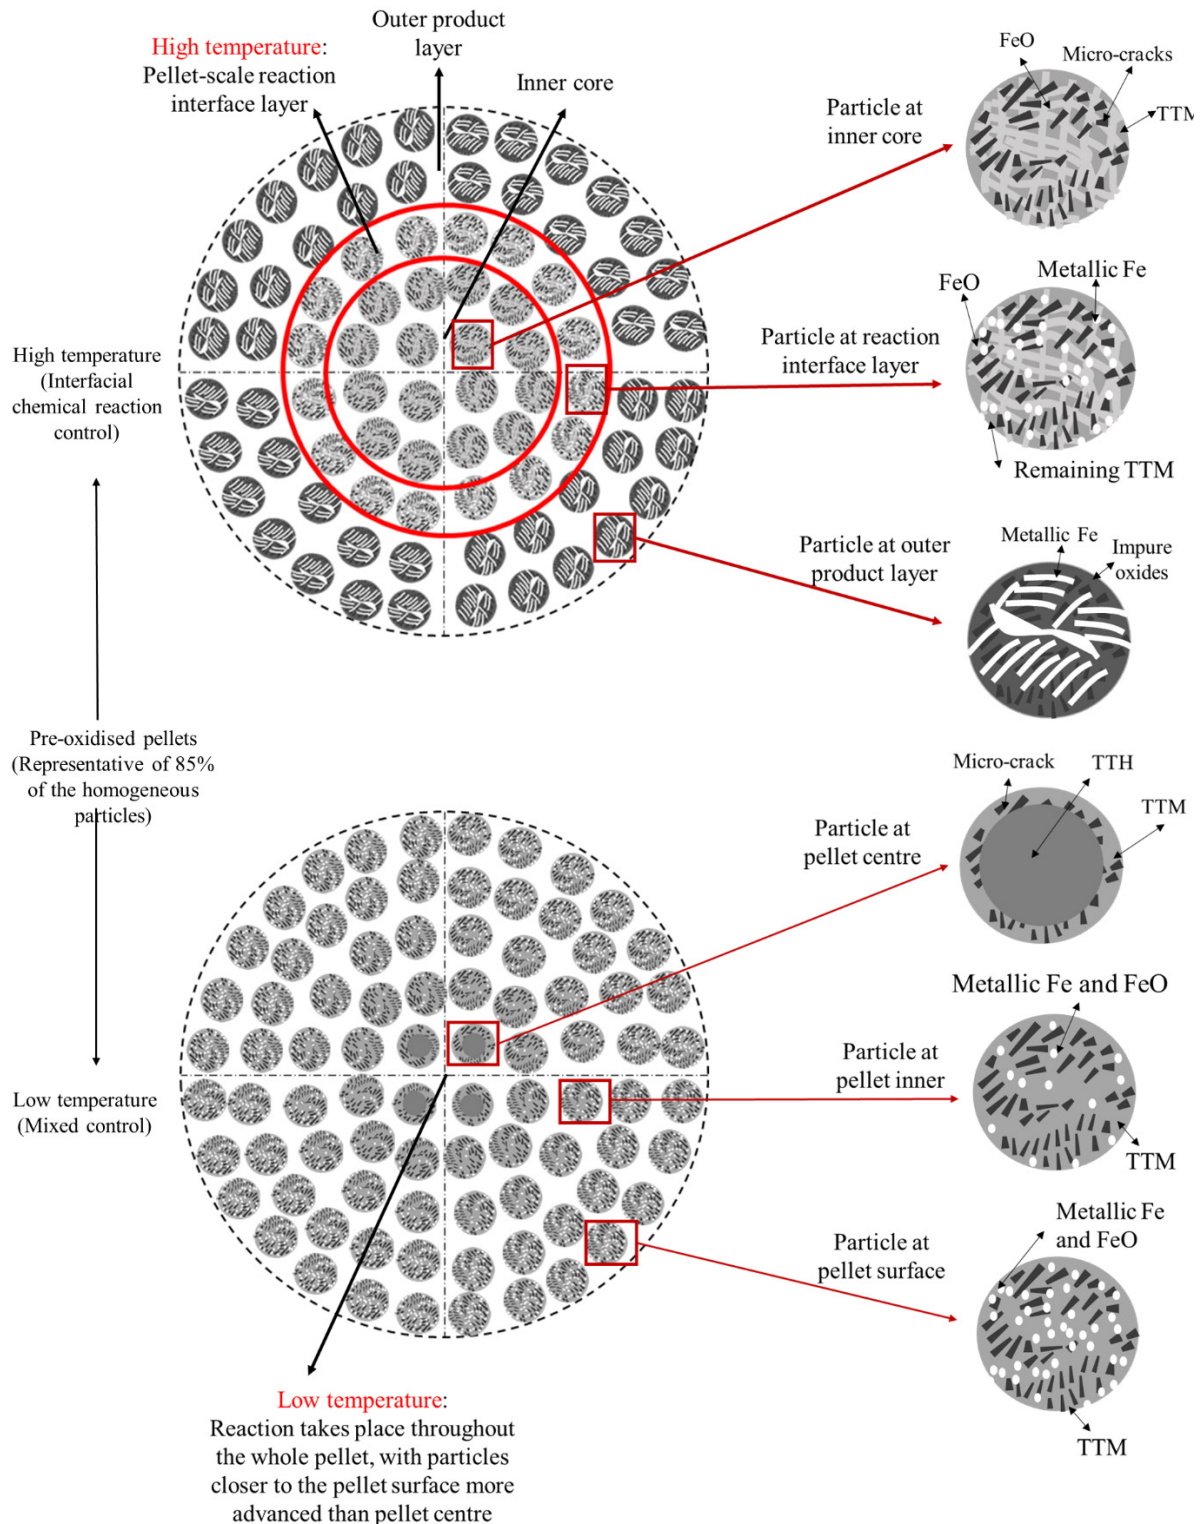 High temperature:
Pellet-scale reaction
interface layer
Outer product
layer
Inner core
Particle at
inner core
FeO
Micro-cracks
TTM
High temperature
(Interfacial
chemical reaction
control)
Particle at reaction
interface layer
FeO
Metallic Fe
Remaining TTM
Particle at outer
product layer
Metallic Fe
Impure
oxides
Pre-oxidised pellets
(Representative of 85%
of the homogeneous
particles)
Particle at
pellet centre
Micro-crack
TTH
TTM
Low temperature
(Mixed control)
Particle at
pellet inner
Metallic Fe and FeO
TTM
Particle at
pellet surface
Metallic Fe
and FeO
TTM
Low temperature:
Reaction takes place throughout
the whole pellet, with particles
closer to the pellet surface more
advanced than pellet centre